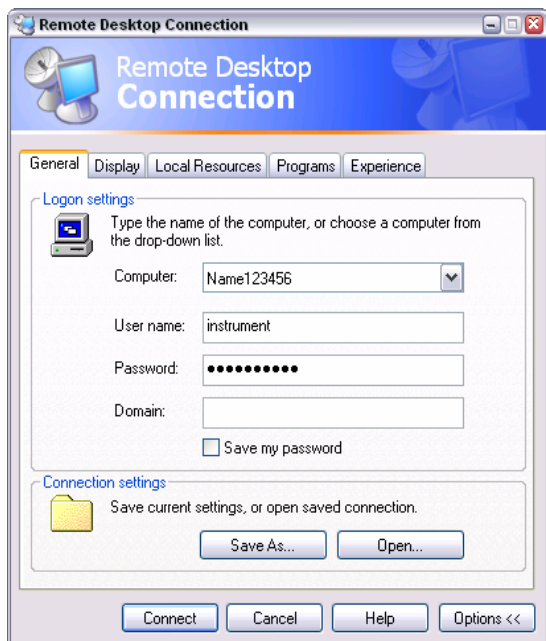 Remote Desktop Connection
Remote Desktop
Connection
General Display Local Resources Programs Experience
Logon settings
Type the name of the computer, or choose a computer from
the drop-down list.
Computer: Name123456
User name: instrument
Password: ●●●●●●●●●●
Domain:
Save my password
Connection settings
Save current settings, or open saved connection.
Save As... Open...
Connect Cancel Help Options <<